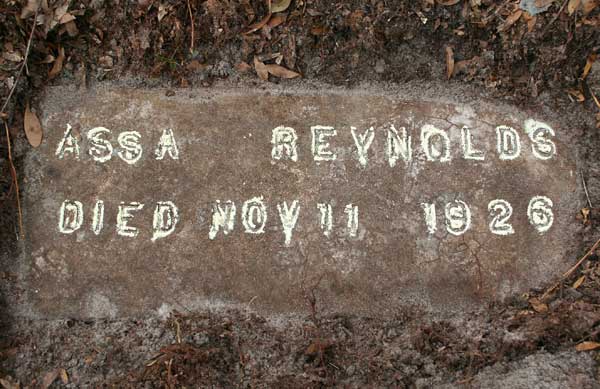 ASSA REYNOLDS
DIED NOV 11 1926